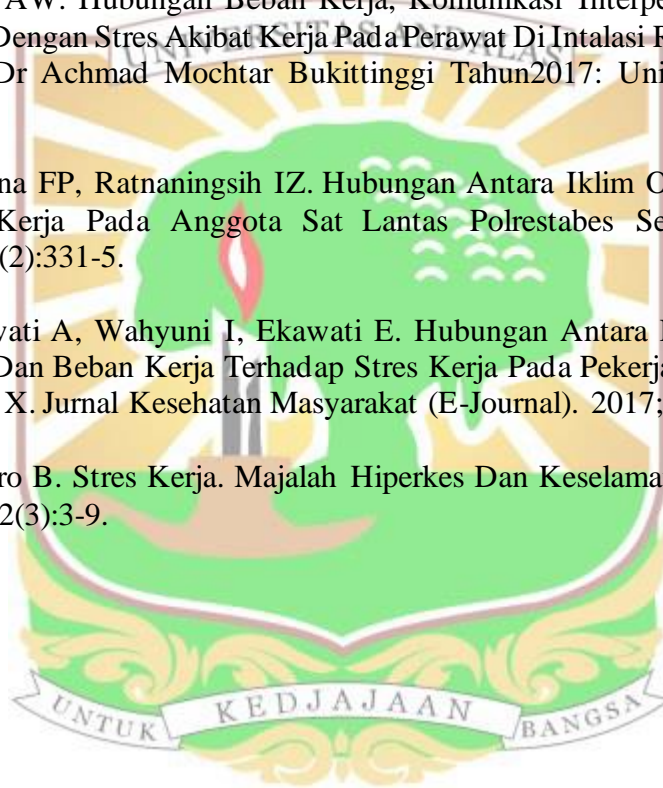 AW. Hubungan Beban Kerja, Komunikasi Interpe
Dengan Stres Akibat Kerja Pada Perawat Di Intalasi R
Dr Achmad Mochtar Bukittinggi Tahun2017: Uni
UNIVERSITAS ANDALAS
na FP, Ratnaningsih IZ. Hubungan Antara Iklim O
Kerja Pada Anggota Sat Lantas Polrestabes Se
(2):331-5.
vati A, Wahyuni I, Ekawati E. Hubungan Antara
Dan Beban Kerja Terhadap Stres Kerja Pada Pekerja
X. Jurnal Kesehatan Masyarakat (E-Journal). 2017;
ro B. Stres Kerja. Majalah Hiperkes Dan Keselama
2(3):3-9.
UNTUK KEDJAJAAN BANGSA